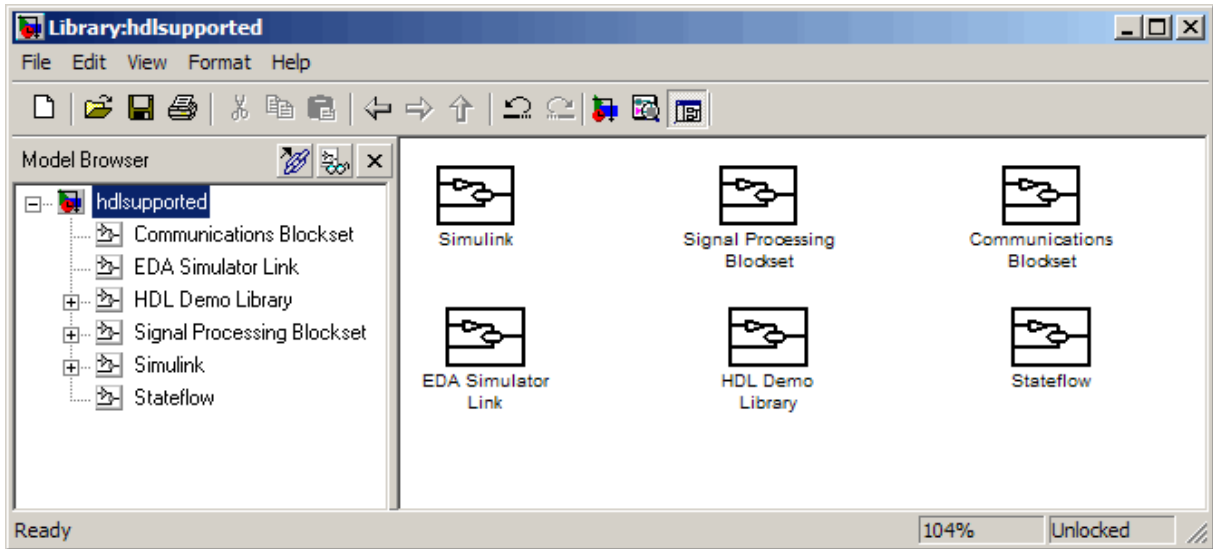 Library:hdlsupported
File Edit View Format Help
Model Browser
hdlsupported
Communications Blockset
EDA Simulator Link
HDL Demo Library
Signal Processing Blockset
Simulink
Stateflow
Simulink
Signal Processing
Blockset
Communications
Blockset
EDA Simulator
Link
HDL Demo
Library
Stateflow
Ready
104%
Unlocked